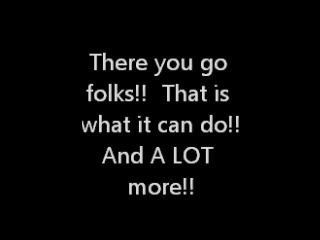 There you go
folks!!  That is
what it can do!!
And A LOT
more!!